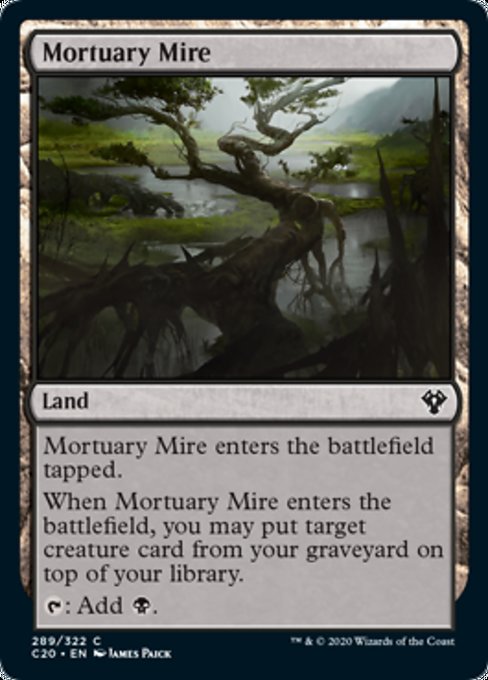 Mortuary Mire
Land
Mortuary Mire enters the battlefield
tapped.
When Mortuary Mire enters the
battlefield, you may put target
creature card from your graveyard on
top of your library.
: Add .
289/322 C
™ & © 2020 Wizards of the Coast
C20 • EN James Paick